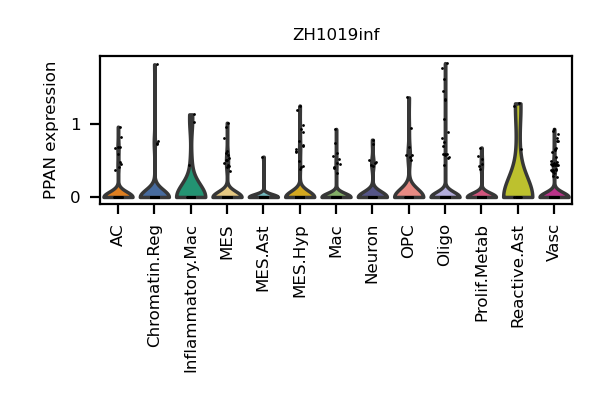 ZH1019inf
PPAN expression
1
0
AC
Chromatin.Reg
Inflammatory.Mac
MES
MES.Ast
MES.Hyp
Mac
Neuron
OPC
Oligo
Prolif.Metab
Reactive.Ast
Vasc